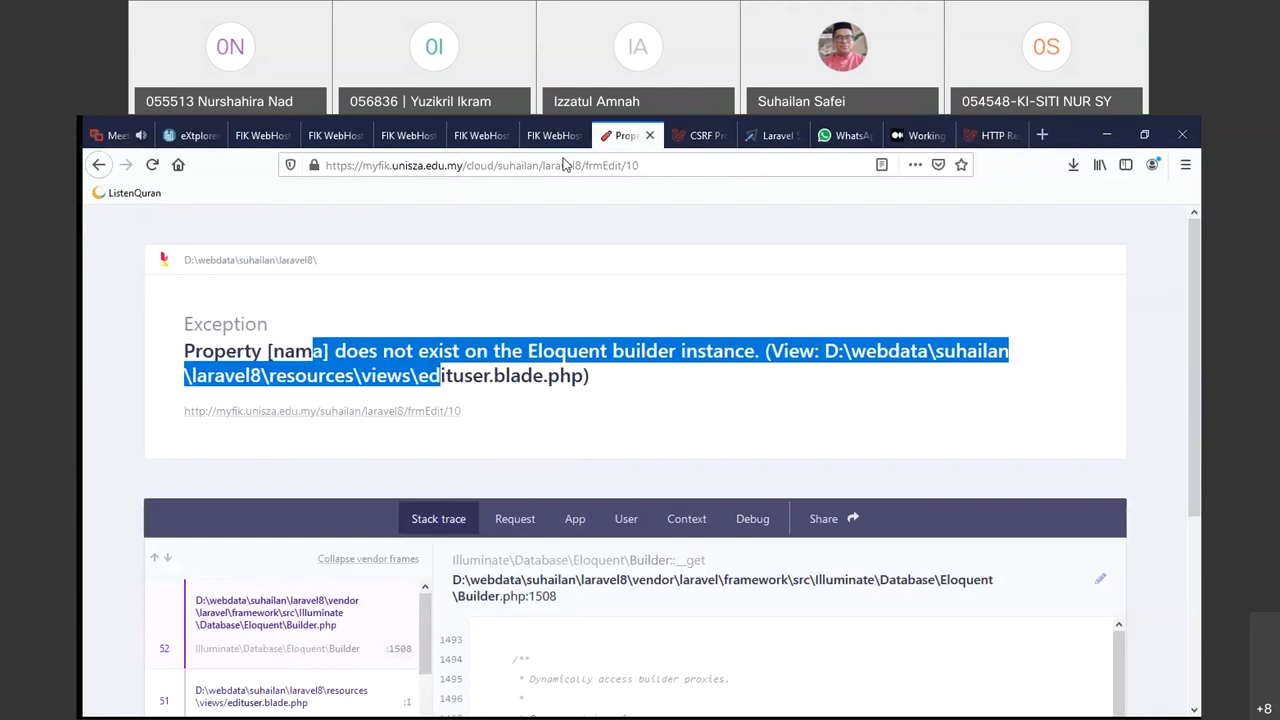 0N
0I
IA
0S
055513 Nurshahira Nad
056836 | Yuzikril Ikram
Izzatul Amnah
Suhailan Safei
054548-KI-SITI NUR SY
Meet
eXplore
FIK WebHost
FIK WebHost
FIK WebHost
FIK WebHost
FIK WebHost
Prope
CSRF Pro
Laravel
WhatsA
Working
HTTP Re
https://myfik.unisza.edu.my/cloud/suhailan/laravel8/frmEdit/10
ListenQuran
D:\webdata\suhailan\laravel8\
Exception
Property [nama] does not exist on the Eloquent builder instance. (View: D:\webdata\suhailan
\laravel8\resources\views\edituser.blade.php)
http://myfik.unisza.edu.my/suhailan/laravel8/frmEdit/10
Stack trace
Request
App
User
Context
Debug
Share
Collapse vendor frames
D:\webdata\suhailan\laravel8\vendor
\laravel\framework\src\Illuminate
\Database\Eloquent\Builder.php
52 Illuminate\Database\Eloquent\Builder :1508
D:\webdata\suhailan\laravel8\resources
51 views/edituser.blade.php :1
Illuminate\Database\Eloquent\Builder::__get
D:\webdata\suhailan\laravel8\vendor\laravel\framework\src\Illuminate\Database\Eloquent
\Builder.php:1508
1493
1494 /**
1495 * Dynamically access builder proxies.
1496 *
+8